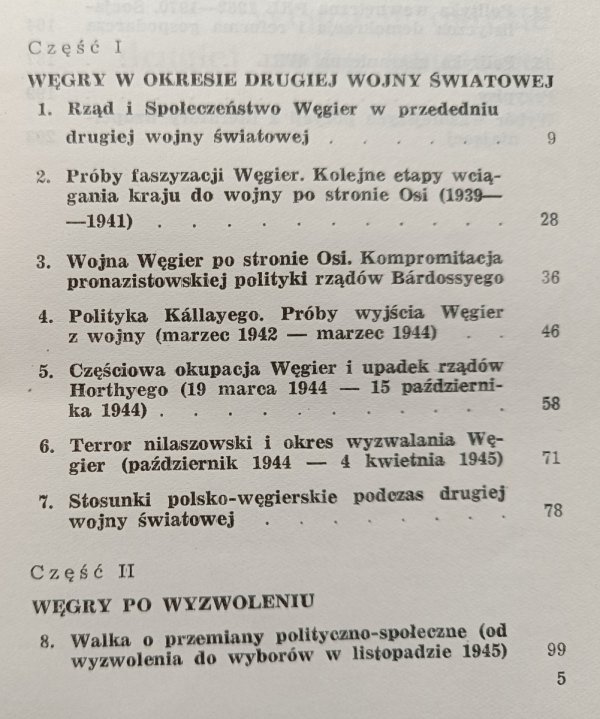 Część I
WĘGRY W OKRESIE DRUGIEJ WOJNY ŚWIATOWEJ
1. Rząd i Społeczeństwo Węgier w przededniu
drugiej wojny światowej . . . . . . 9
2. Próby faszyzacji Węgier. Kolejne etapy wcią-
gania kraju do wojny po stronie Osi (1939—
—1941) . . . . . . . . . . . 28
3. Wojna Węgier po stronie Osi. Kompromitacja
pronazistowskiej polityki rządów Bárdossyego 36
4. Polityka Kállayego. Próby wyjścia Węgier
z wojny (marzec 1942 — marzec 1944) . . 46
5. Częściowa okupacja Węgier i upadek rządów
Horthyego (19 marca 1944 — 15 październi-
ka 1944) . . . . . . . . . . . 58
6. Terror nilaszowski i okres wyzwalania Wę-
gier (październik 1944 — 4 kwietnia 1945) 71
7. Stosunki polsko-węgierskie podczas drugiej
wojny światowej . . . . . . . 78
Część II
WĘGRY PO WYZWOLENIU
8. Walka o przemiany polityczno-społeczne (od
wyzwolenia do wyborów w listopadzie 1945) 99
5